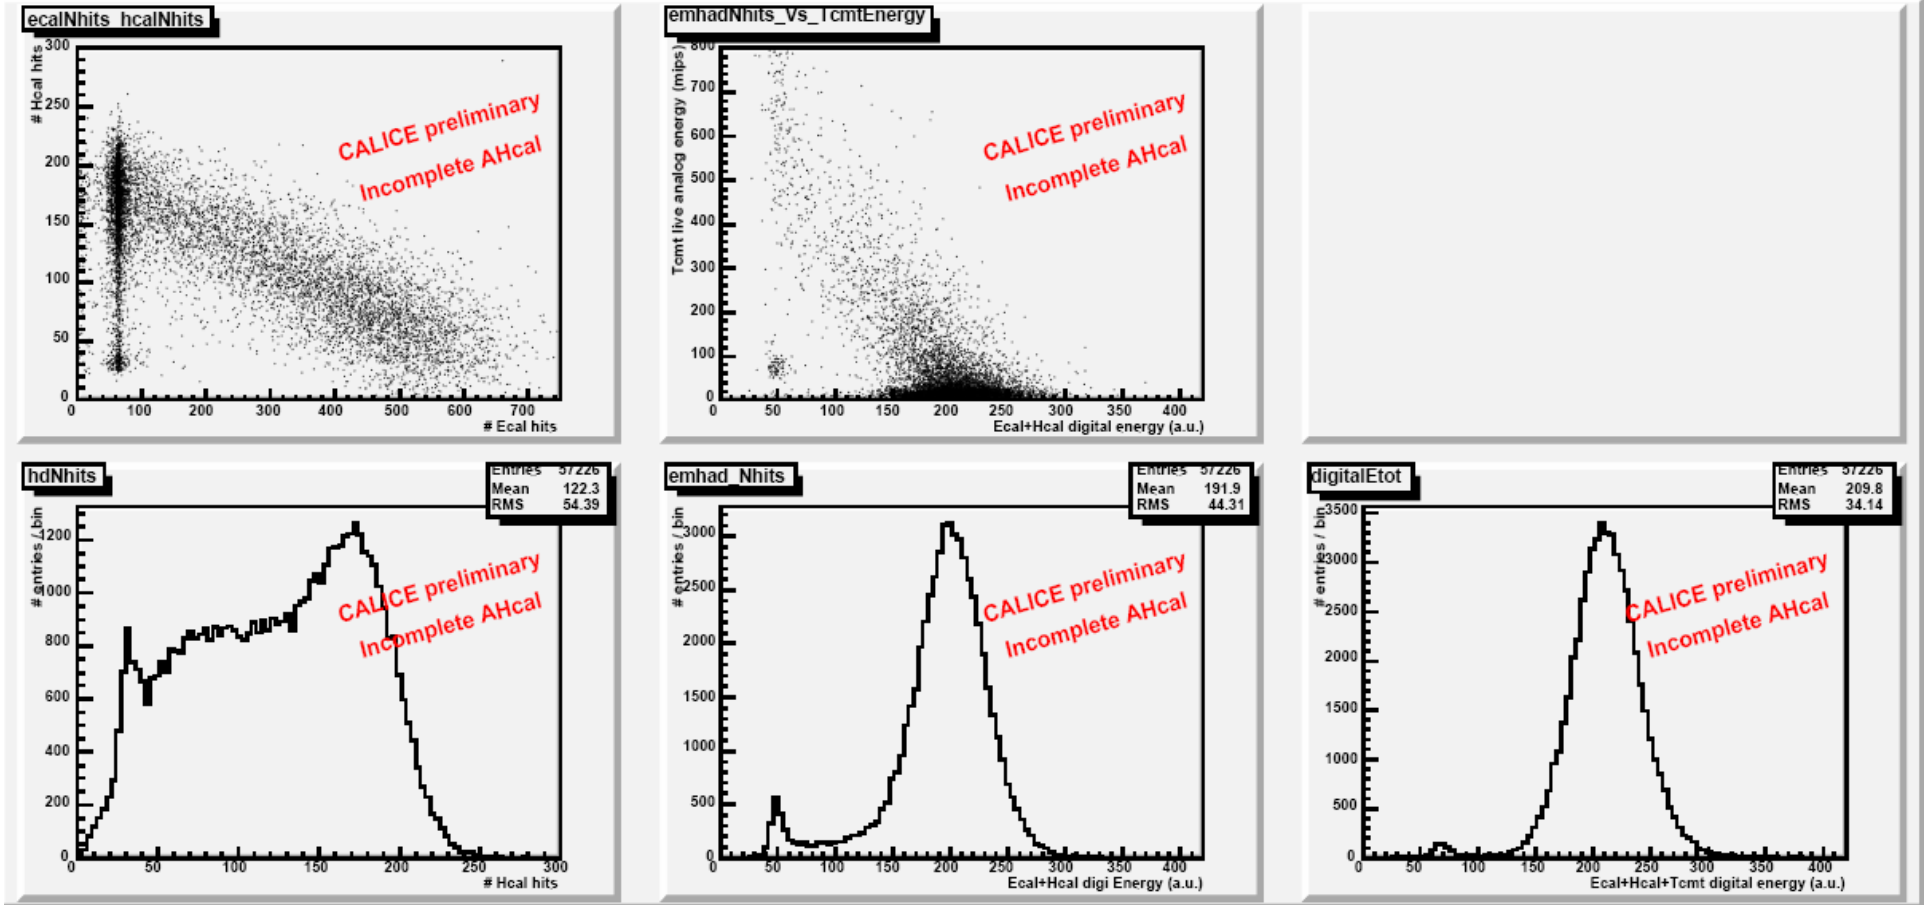 ecalNhits_hcalNhits
# Hcal hits
300
250
200
150
100
50
0
0 100 200 300 400 500 600 700
# Ecal hits
CALICE preliminary
Incomplete AHcal
emhadNhits_Vs_TcmtEnergy
Tcmt live analog energy (mips)
800
700
600
500
400
300
200
100
0
0 50 100 150 200 250 300 350 400
Ecal+Hcal digital energy (a.u.)
CALICE preliminary
Incomplete AHcal
hdNhits
Entries 57226
Mean 122.3
RMS 54.39
# entries / bin
1200
1000
800
600
400
200
0
0 50 100 150 200 250 300
# Hcal hits
CALICE preliminary
Incomplete AHcal
emhad_Nhits
Entries 57226
Mean 191.9
RMS 44.31
# entries / bin
3000
2500
2000
1500
1000
500
0
0 50 100 150 200 250 300 350 400
Ecal+Hcal digi Energy (a.u.)
CALICE preliminary
Incomplete AHcal
digitalEtot
Entries 57226
Mean 209.8
RMS 34.14
# entries / bin
3500
3000
2500
2000
1500
1000
500
0
0 50 100 150 200 250 300 350 400
Ecal+Hcal+Tcmt digital energy (a.u.)
CALICE preliminary
Incomplete AHcal